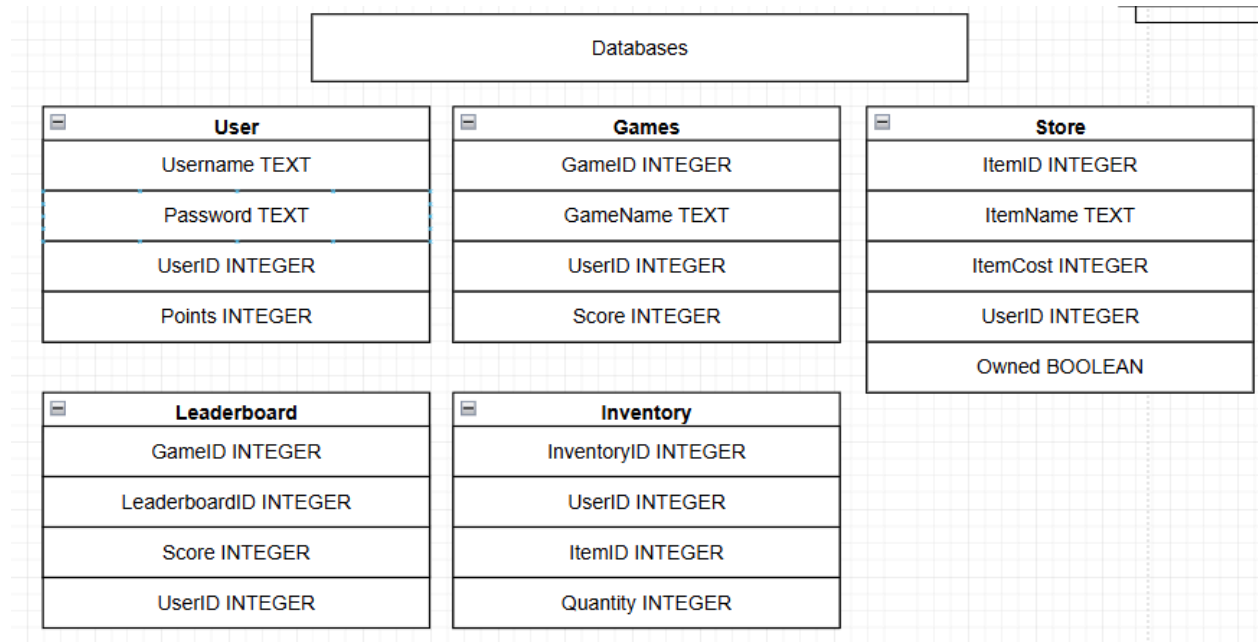 Databases
User
Username TEXT
Password TEXT
UserID INTEGER
Points INTEGER
Games
GameID INTEGER
GameName TEXT
UserID INTEGER
Score INTEGER
Store
ItemID INTEGER
ItemName TEXT
ItemCost INTEGER
UserID INTEGER
Owned BOOLEAN
Leaderboard
GameID INTEGER
LeaderboardID INTEGER
Score INTEGER
UserID INTEGER
Inventory
InventoryID INTEGER
UserID INTEGER
ItemID INTEGER
Quantity INTEGER